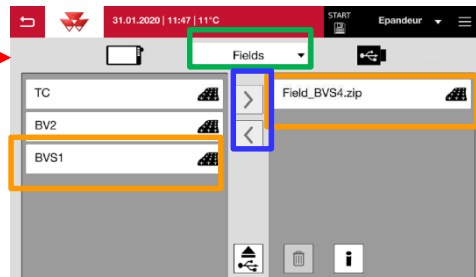 31.01.2020 | 11:47 | 11°C
START
Epandeur
Fields
TC
BV2
BVS1
Field_BVS4.zip
i